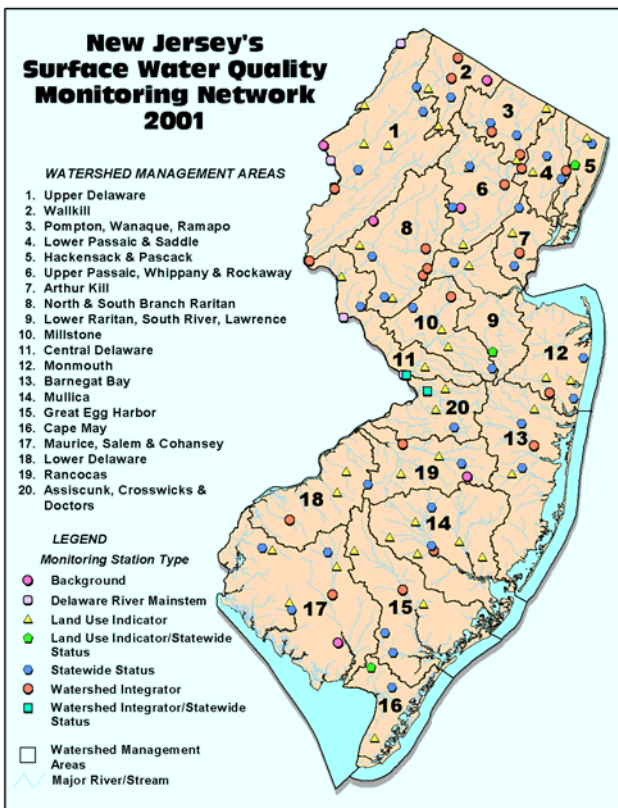 New Jersey's
Surface Water Quality
Monitoring Network
2001
WATERSHED MANAGEMENT AREAS
1. Upper Delaware
2. Wallkill
3. Pompton, Wanaque, Ramapo
4. Lower Passaic & Saddle
5. Hackensack & Pascack
6. Upper Passaic, Whippany & Rockaway
7. Arthur Kill
8. North & South Branch Raritan
9. Lower Raritan, South River, Lawrence
10. Millstone
11. Central Delaware
12. Monmouth
13. Barnegat Bay
14. Mullica
15. Great Egg Harbor
16. Cape May
17. Maurice, Salem & Cohansey
18. Lower Delaware
19. Rancocas
20. Assiscunk, Crosswicks &
Doctors
LEGEND
Monitoring Station Type
Background
Delaware River Mainstem
Land Use Indicator
Land Use Indicator/Statewide
Status
Statewide Status
Watershed Integrator
Watershed Integrator/Statewide
Status
Watershed Management
Areas
Major River/Stream
2
3
1
5
4
6
7
8
9
10
12
11
20
13
19
18
14
15
17
16